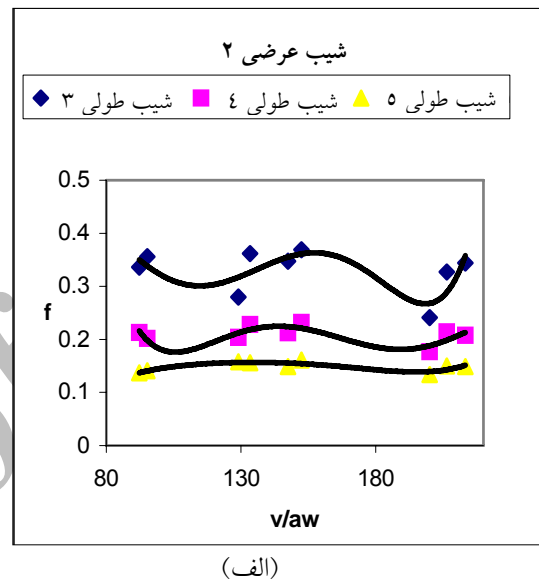 شیب عرضی ۲
شیب طولی ۳ شیب طولی ٤ شیب طولی ٥
0.5
0.4
0.3
f
0.2
0.1
0
80 130 180
v/aw
(الف)